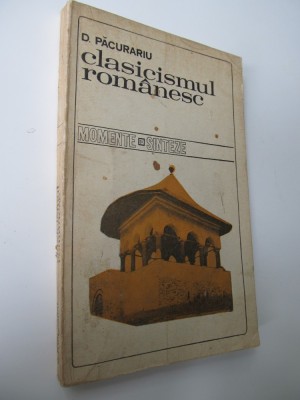 D. PĂCURARIU
clasicismul
românesc
MOMENTE SINTEZE